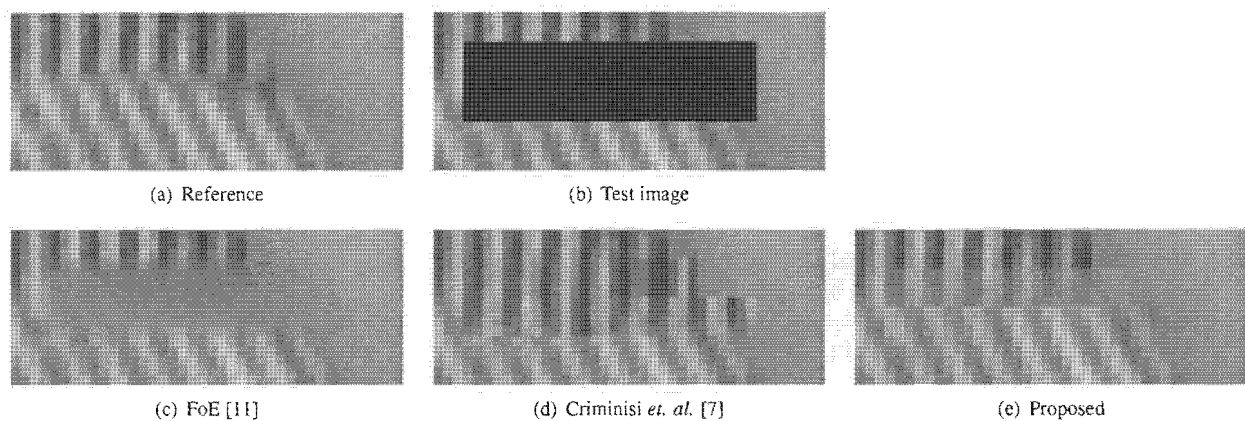 (a) Reference
(b) Test image
(c) FoE [11]
(d) Criminisi et. al. [7]
(e) Proposed